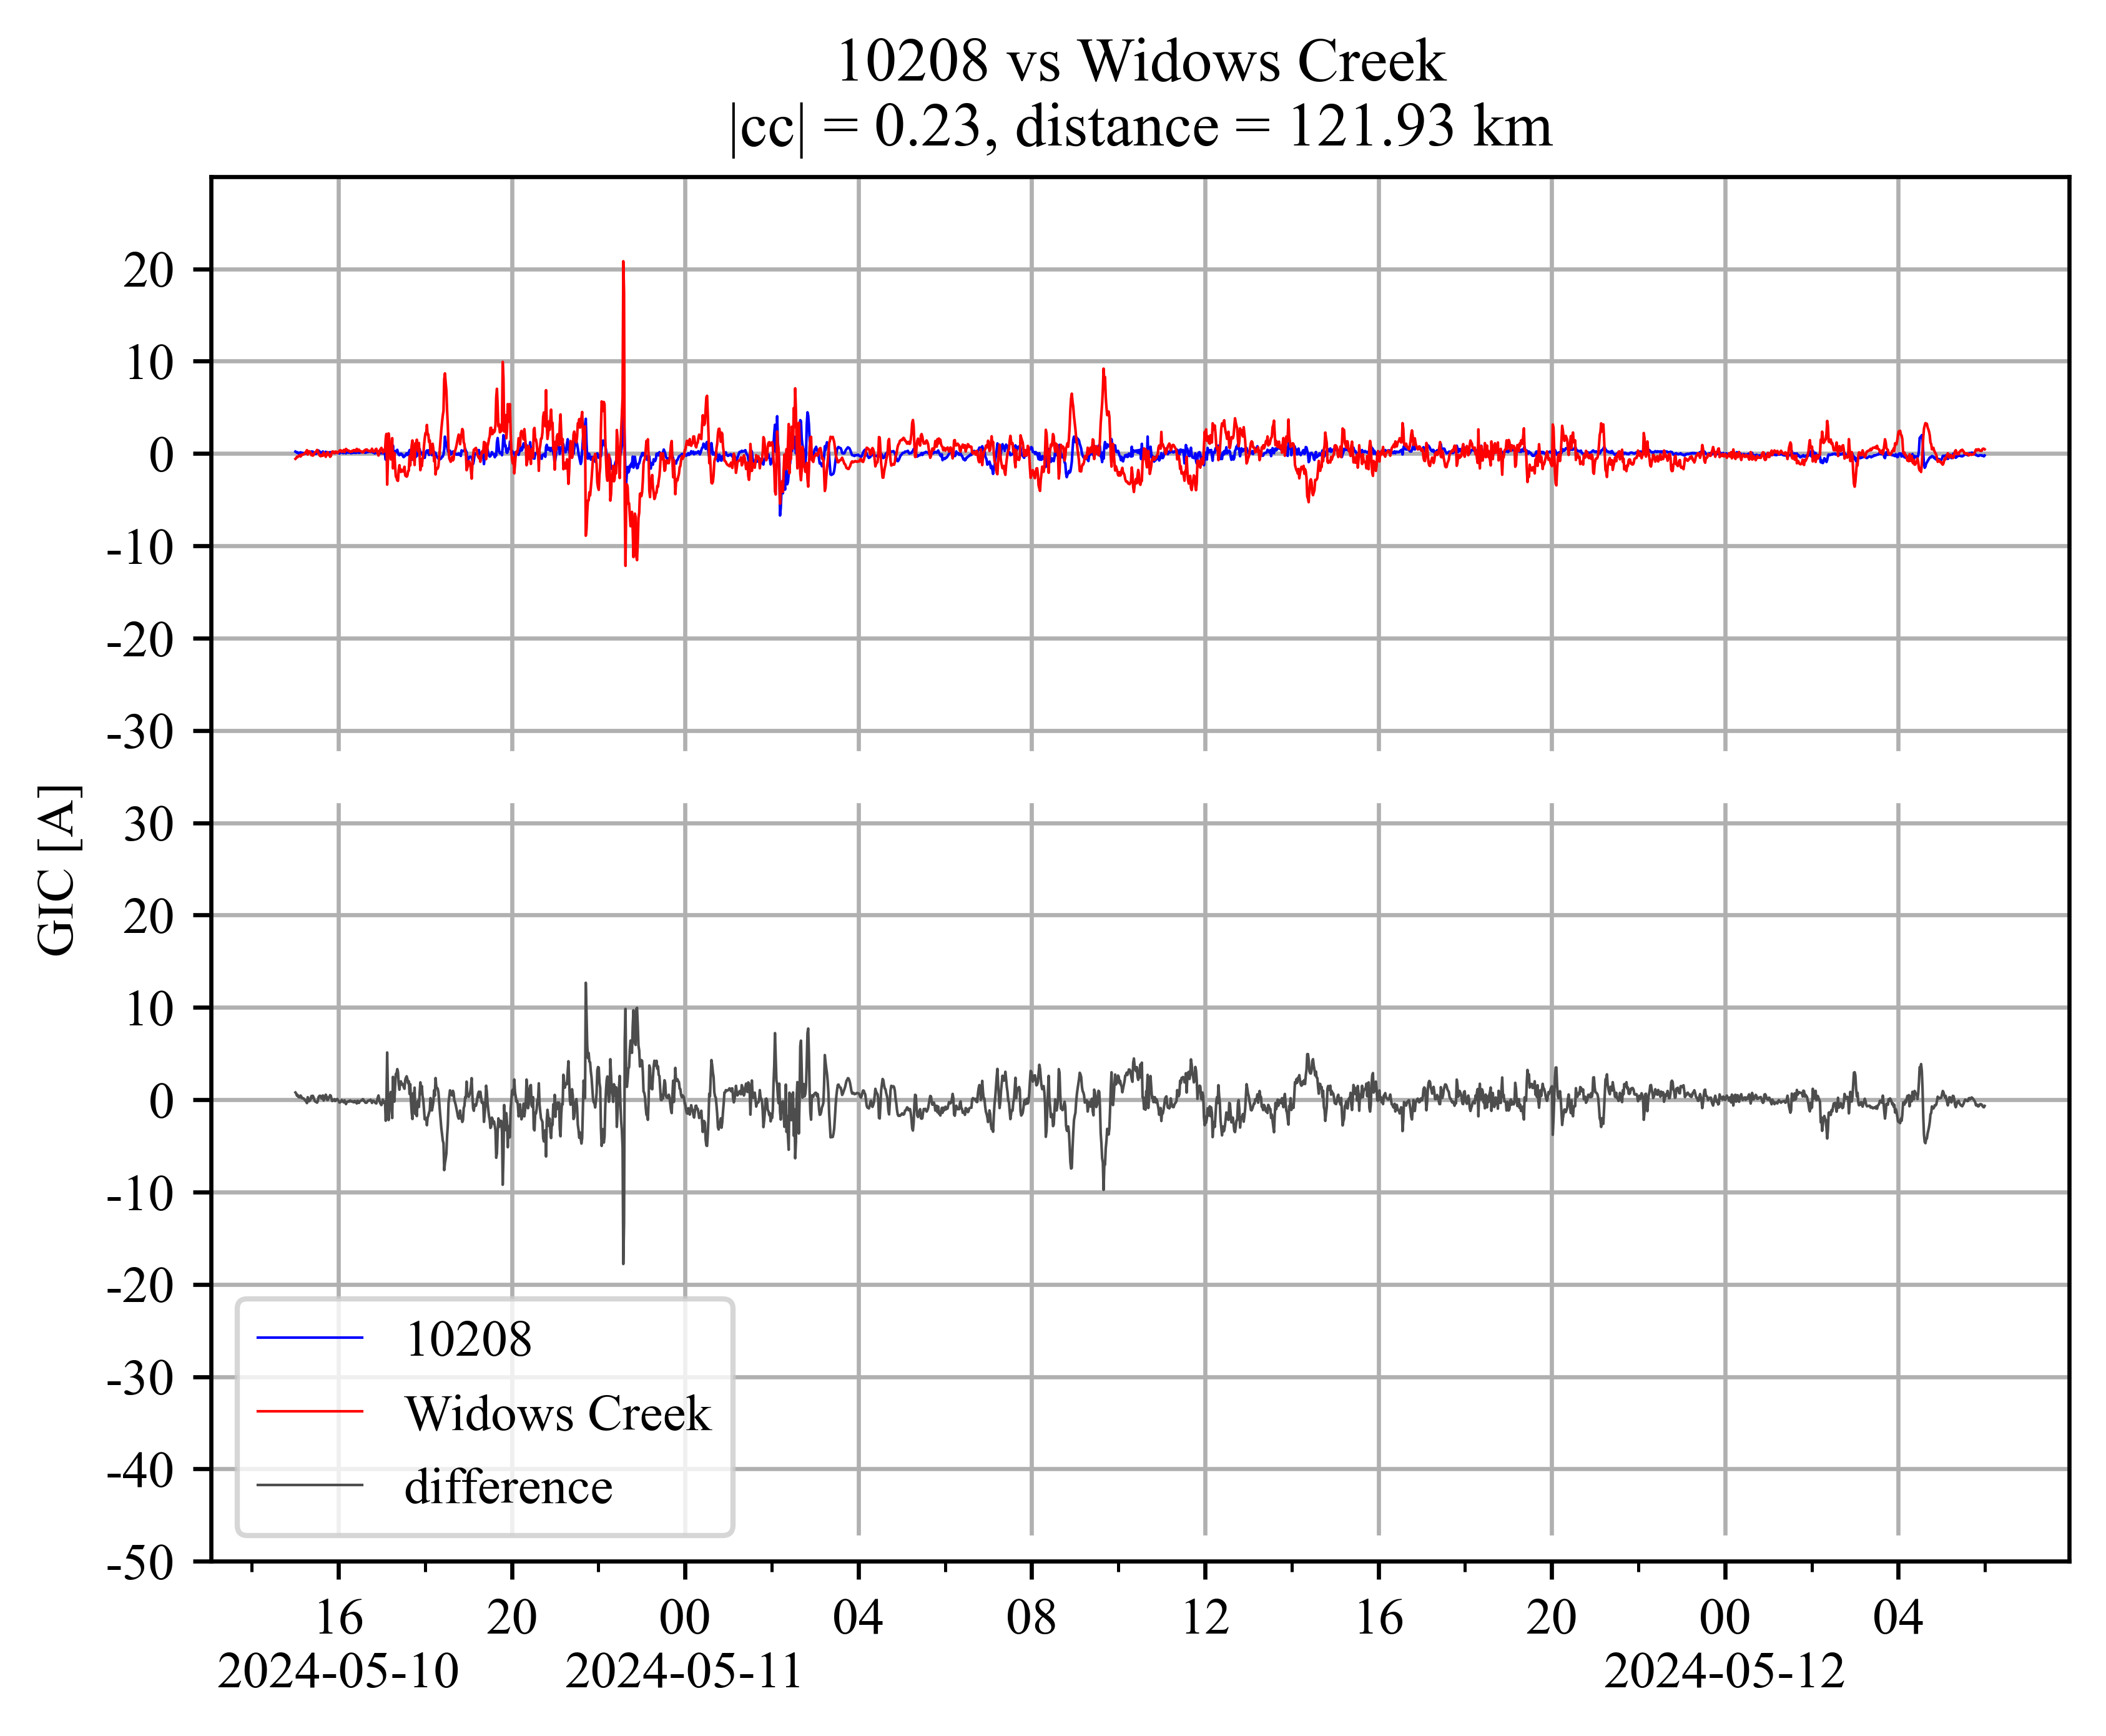 10208 vs Widows Creek
|cc| = 0.23, distance = 121.93 km
20
10
0
-10
-20
-30
30
20
10
0
-10
-20
-30
-40
-50
GIC [A]
10208
Widows Creek
difference
16 20 00 04 08 12 16 20 00 04
2024-05-10 2024-05-11 2024-05-12